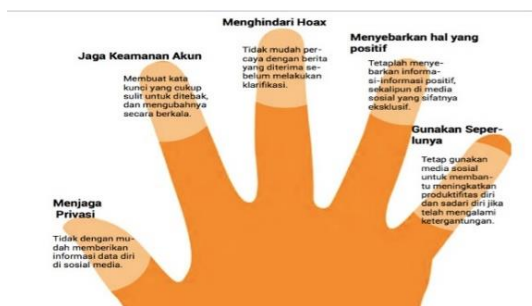 Menjaga
Privasi
Tidak dengan mu-
dah memberikan
informasi data diri
di sosial media.
Jaga Keamanan Akun
Membuat kata
kunci yang cukup
sulit untuk ditebak,
dan mengubahnya
secara berkala.
Menghindari Hoax
Tidak mudah per-
caya dengan berita
yang diterima se-
belum melakukan
klarifikasi.
Menyebarkan hal yang
positif
Tetaplah menye-
barkan informa-
si-informasi positif,
sekalipun di media
sosial yang sifatnya
eksklusif.
Gunakan Seper-
lunya
Tetap gunakan
media sosial
untuk memban-
tu meningkatkan
produktifitas diri
dan sadari diri jika
telah mengalami
ketergantungan.